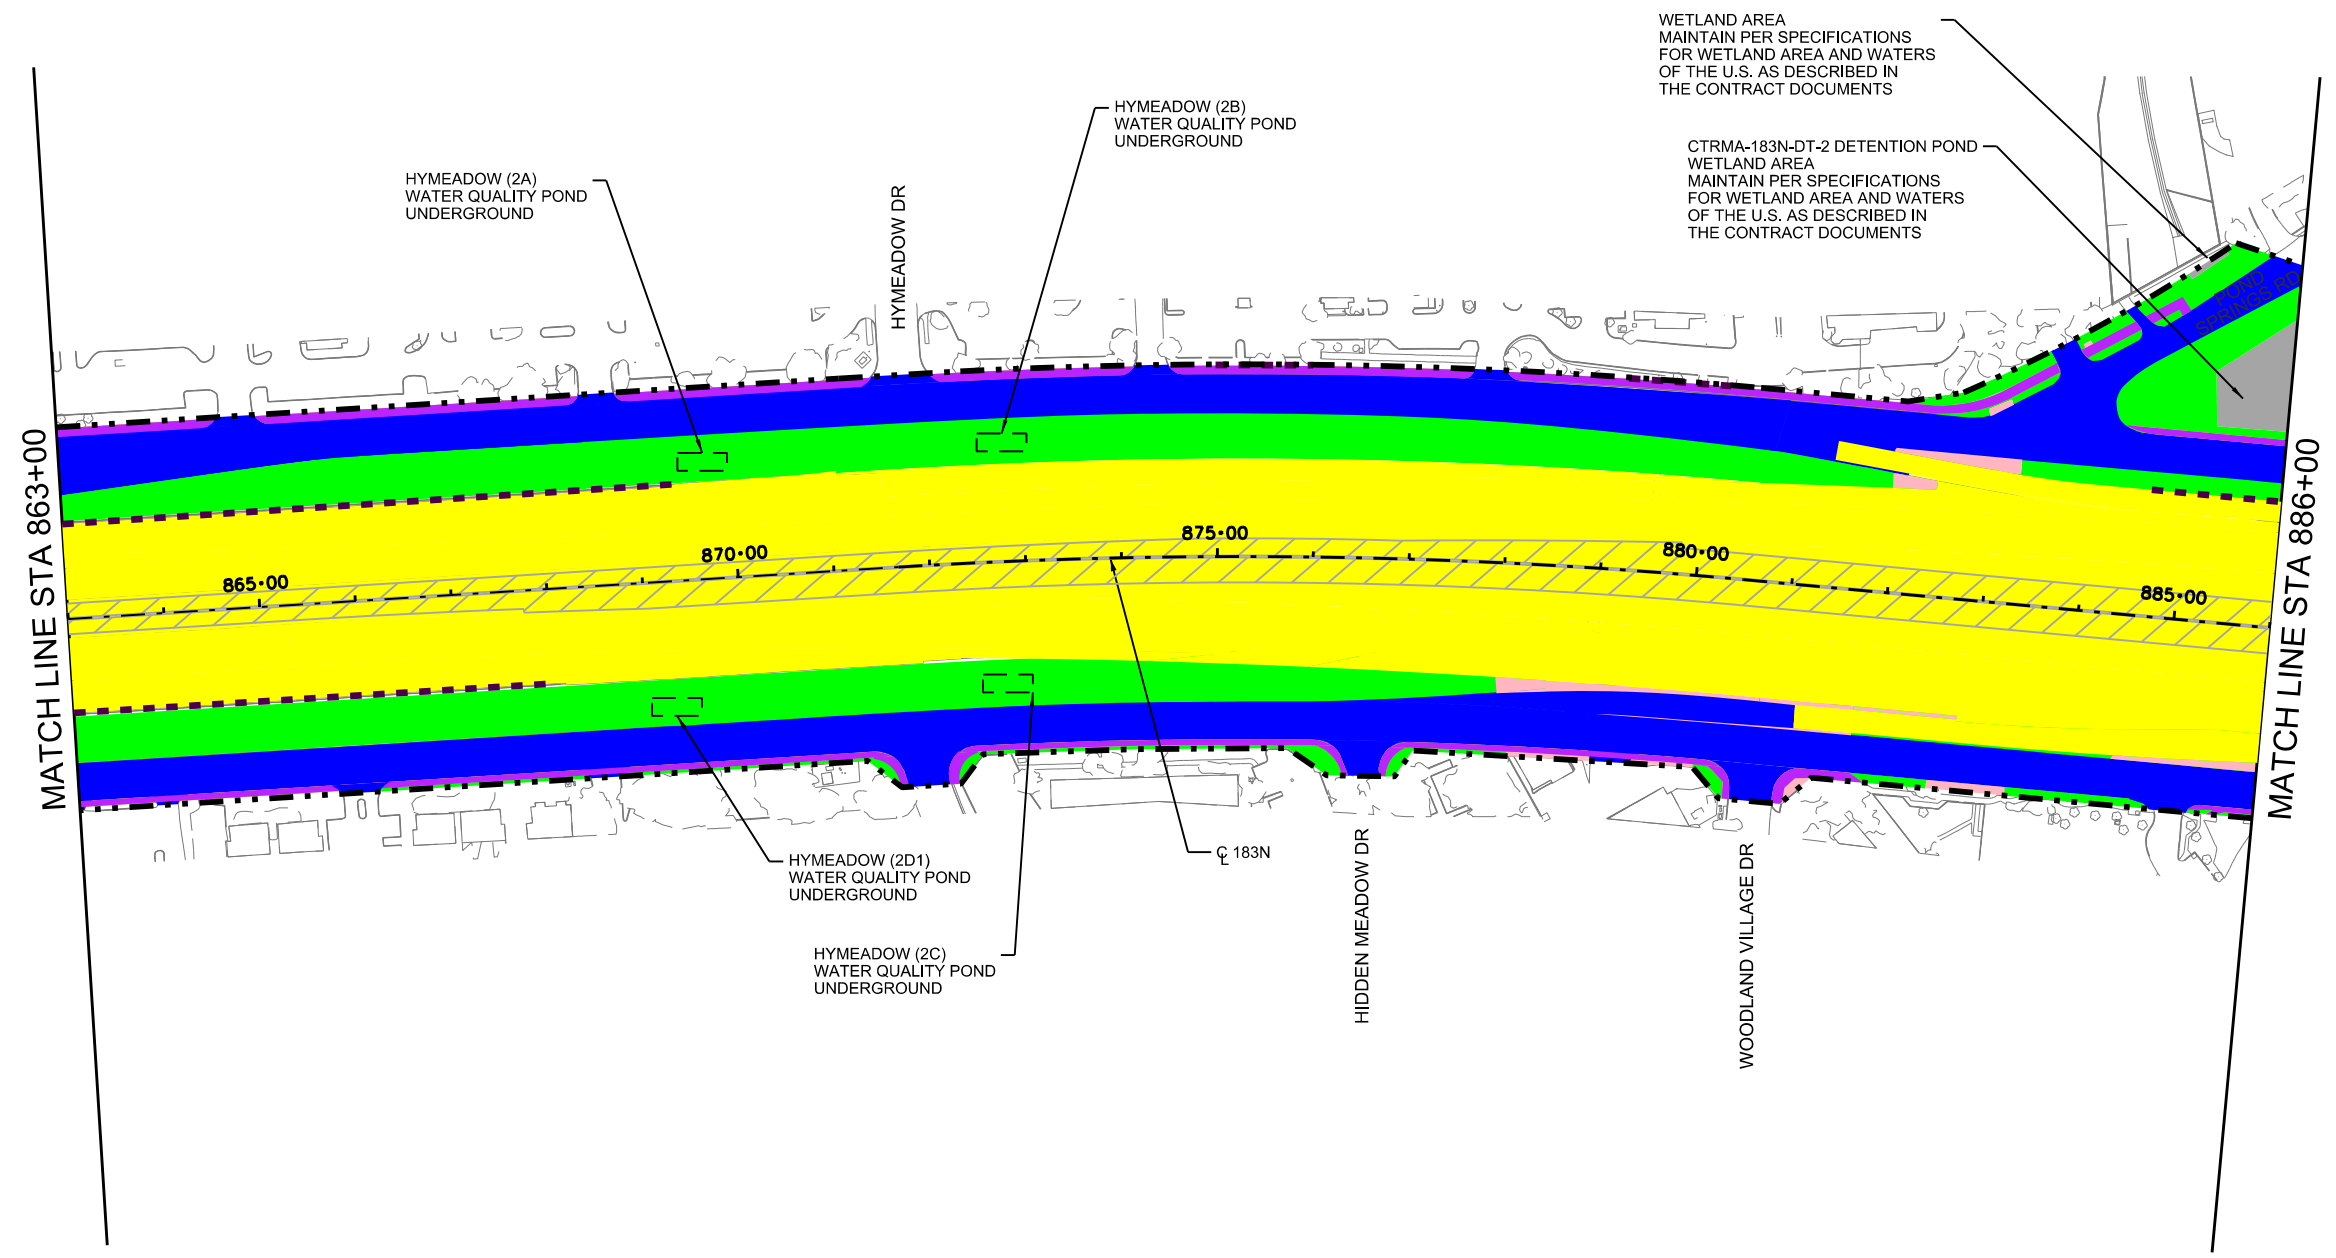 WETLAND AREA
MAINTAIN PER SPECIFICATIONS
FOR WETLAND AREA AND WATERS
OF THE U.S. AS DESCRIBED IN
THE CONTRACT DOCUMENTS
HYMEADOW (2B)
WATER QUALITY POND
UNDERGROUND
CTRMA-183N-DT-2 DETENTION POND
WETLAND AREA
MAINTAIN PER SPECIFICATIONS
FOR WETLAND AREA AND WATERS
OF THE U.S. AS DESCRIBED IN
THE CONTRACT DOCUMENTS
HYMEADOW (2A)
WATER QUALITY POND
UNDERGROUND
HYMEADOW DR
POND
SPRINGS RD
MATCH LINE STA 863+00
865+00
870+00
875+00
880+00
885+00
MATCH LINE STA 886+00
HYMEADOW (2D1)
WATER QUALITY POND
UNDERGROUND
℄ 183N
HYMEADOW (2C)
WATER QUALITY POND
UNDERGROUND
HIDDEN MEADOW DR
WOODLAND VILLAGE DR